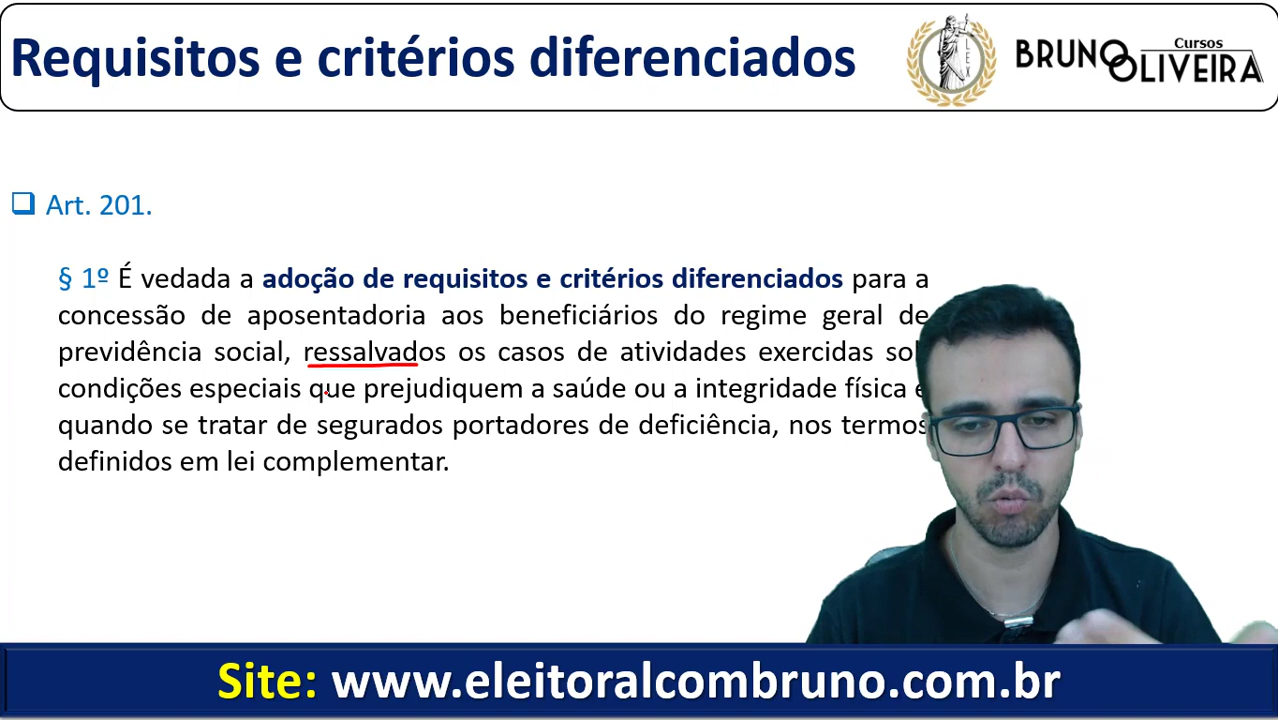 Requisitos e critérios diferenciados
Cursos
BRUNO
OLIVEIRA
LEX
Art. 201.
§ 1º É vedada a adoção de requisitos e critérios diferenciados para a
concessão de aposentadoria aos beneficiários do regime geral de
previdência social, ressalvados os casos de atividades exercidas
condições especiais que prejudiquem a saúde ou a integridade física
quando se tratar de segurados portadores de deficiência, nos termos
definidos em lei complementar.
Site: www.eleitoralcombruno.com.br